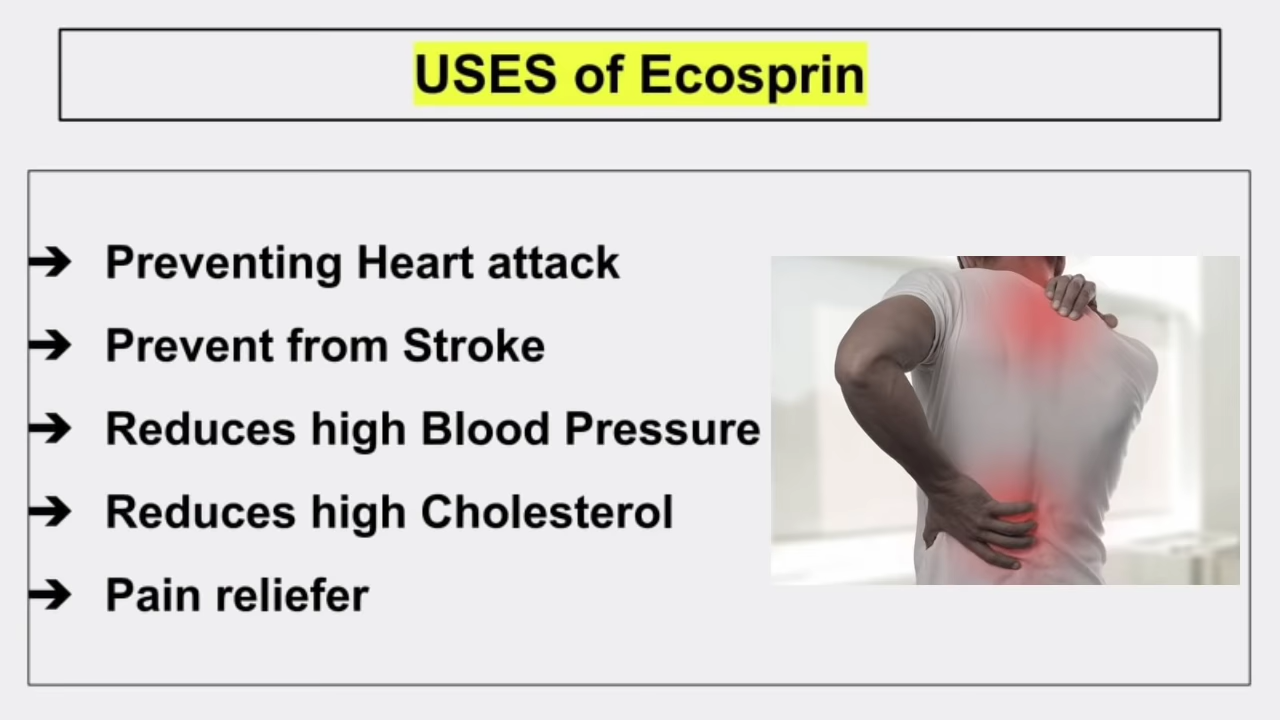 USES of Ecosprin
➔ Preventing Heart attack
➔ Prevent from Stroke
➔ Reduces high Blood Pressure
➔ Reduces high Cholesterol
➔ Pain reliefer